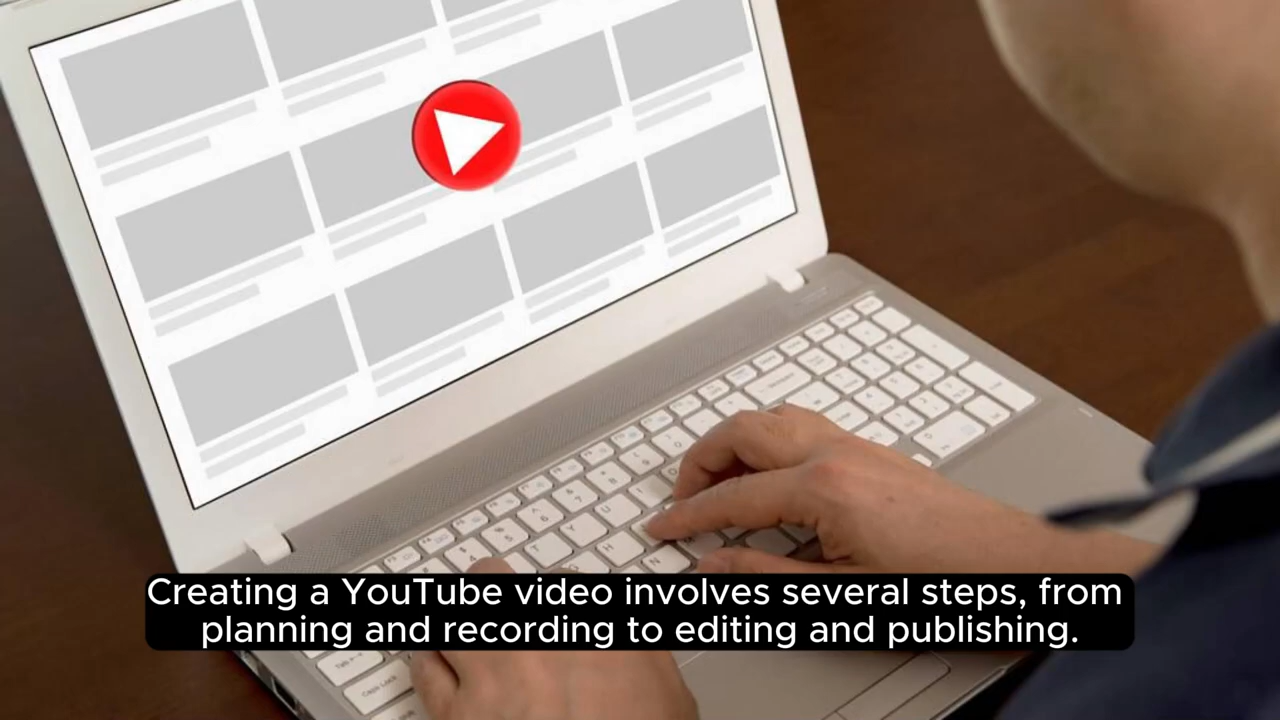 Creating a YouTube video involves several steps, from
planning and recording to editing and publishing.